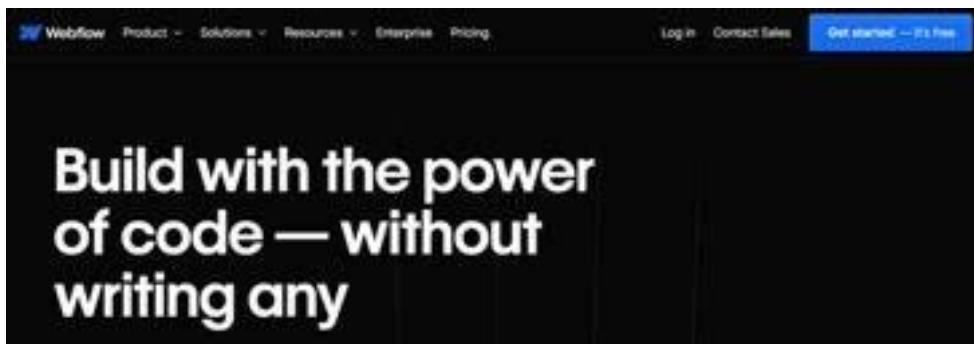 Webflow Product Solutions Resources Enterprise Pricing Log in Contact Sales Get started — it's free
Build with the power
of code — without
writing any